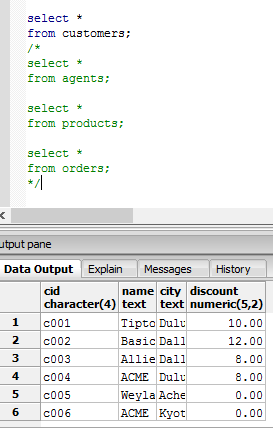 select *
from customers;
/*
select *
from agents;
select *
from products;
select *
from orders;
*/
utput pane
Data Output Explain Messages History
cid name city discount
character(4) text text numeric(5,2)
1 c001 Tipto Dulu 10.00
2 c002 Basic Dall 12.00
3 c003 Allie Dall 8.00
4 c004 ACME Dulu 8.00
5 c005 Weyla Ache 0.00
6 c006 ACME Kyot 0.00